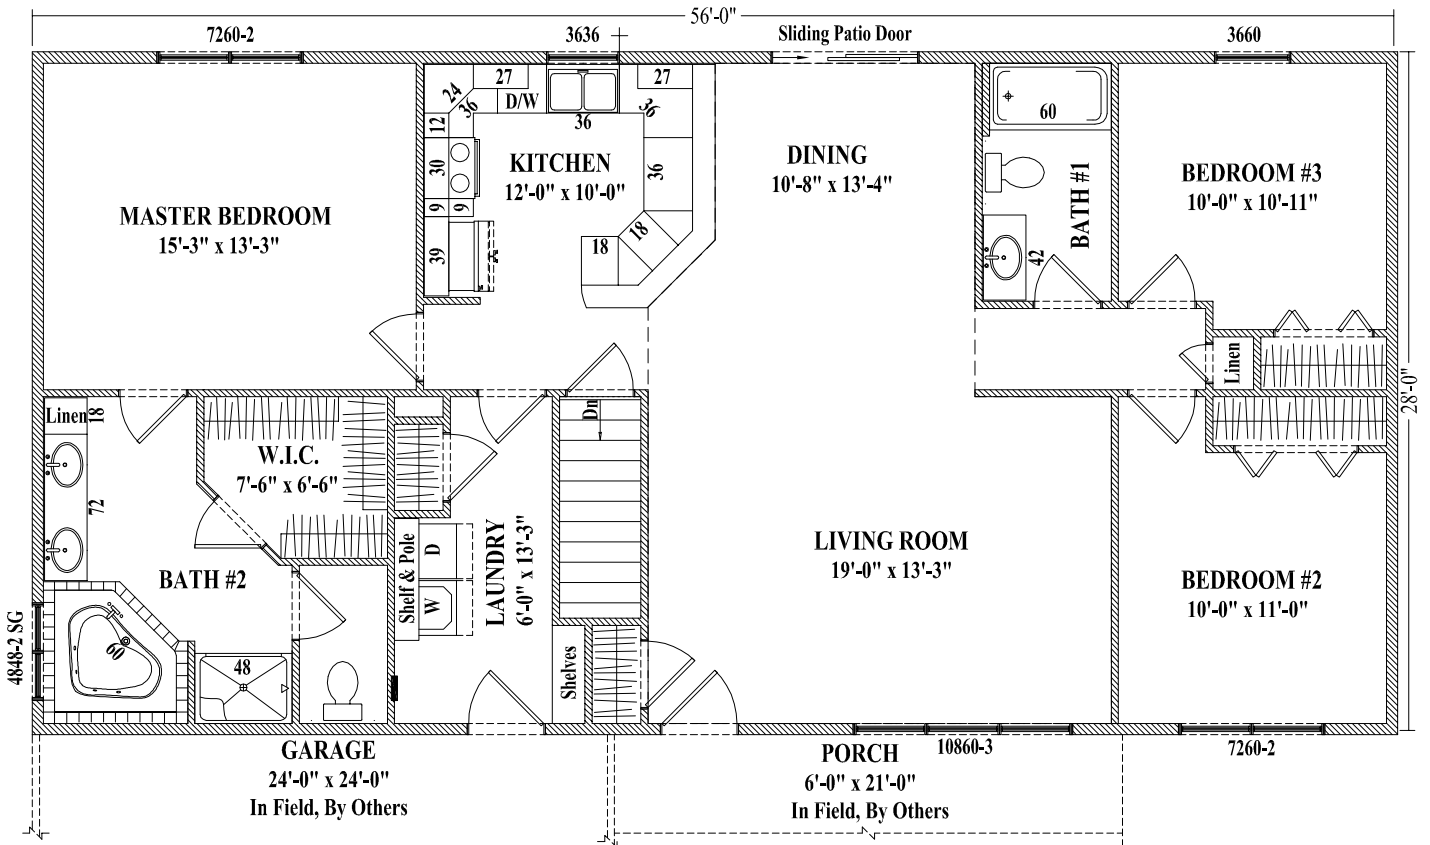 56'-0"
7260-2
3636
Sliding Patio Door
3660
27
24
36
D/W
36
27
36
12
30
9
9
39
36
18
18
KITCHEN
12'-0" x 10'-0"
MASTER BEDROOM
15'-3" x 13'-3"
DINING
10'-8" x 13'-4"
60
BATH #1
42
BEDROOM #3
10'-0" x 10'-11"
Linen
28'-0"
Linen
18
72
W.I.C.
7'-6" x 6'-6"
Dn
BATH #2
60
48
4848-2 SG
Shelf & Pole
D
W
LAUNDRY
6'-0" x 13'-3"
Shelves
LIVING ROOM
19'-0" x 13'-3"
BEDROOM #2
10'-0" x 11'-0"
GARAGE
24'-0" x 24'-0"
In Field, By Others
PORCH
6'-0" x 21'-0"
In Field, By Others
10860-3
7260-2